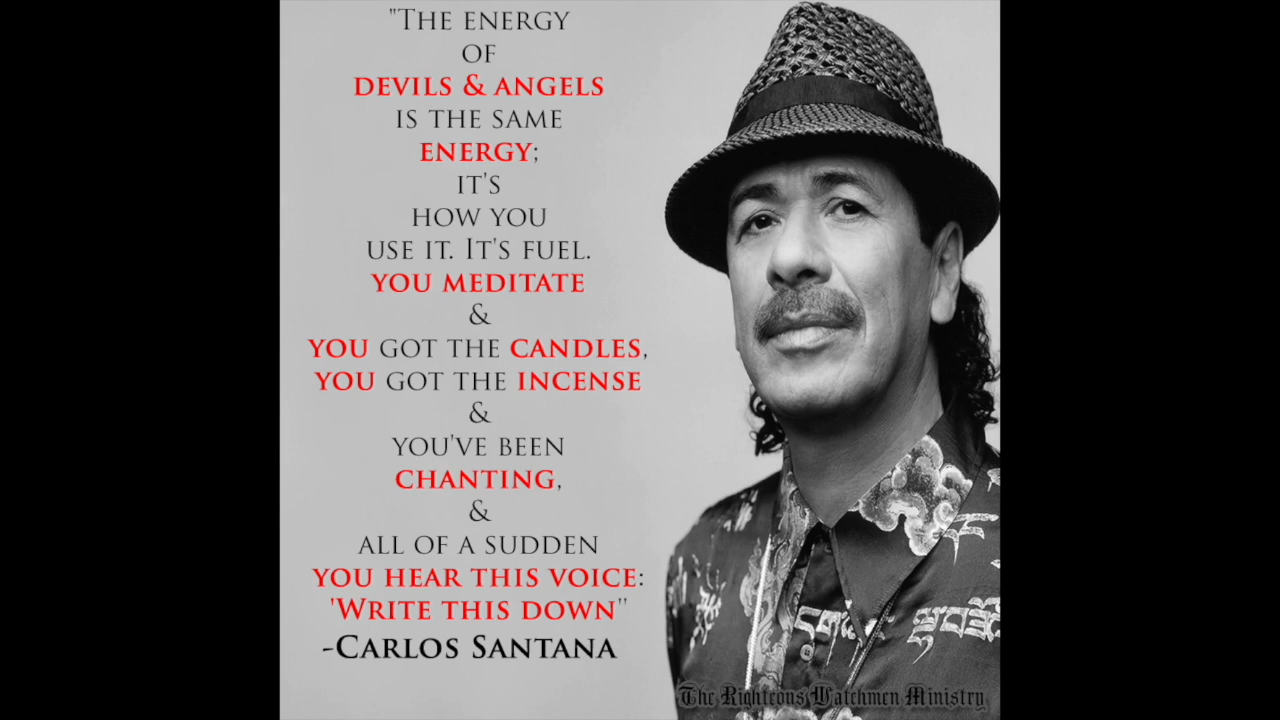 "The energy
of
devils & angels
is the same
energy;
it's
how you
use it. It's fuel.
you meditate
&
you got the candles,
you got the incense
&
you've been
chanting,
&
all of a sudden
you hear this voice:
'Write this down"
-Carlos Santana
The Righteous Watchmen Ministry